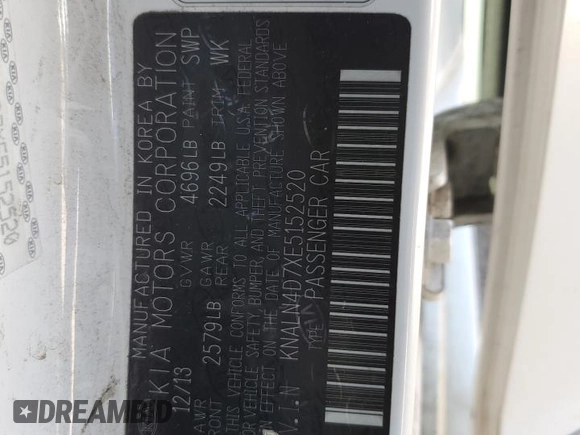 MANUFACTURED IN KOREA BY
KIA MOTORS CORPORATION
12/13 GVWR 4696LB PAINT SWP
GAWR FRONT 2579LB GAWR REAR 2249LB TRIM WK
THIS VEHICLE CONFORMS TO ALL APPLICABLE U.S.A. FEDERAL
VEHICLE SAFETY, BUMPER, AND THEFT PREVENTION STANDARDS
IN EFFECT ON THE DATE OF MANUFACTURE SHOWN ABOVE
V.I.N KNALN4D7XE5152520
TYPE PASSENGER CAR
DREAMBID